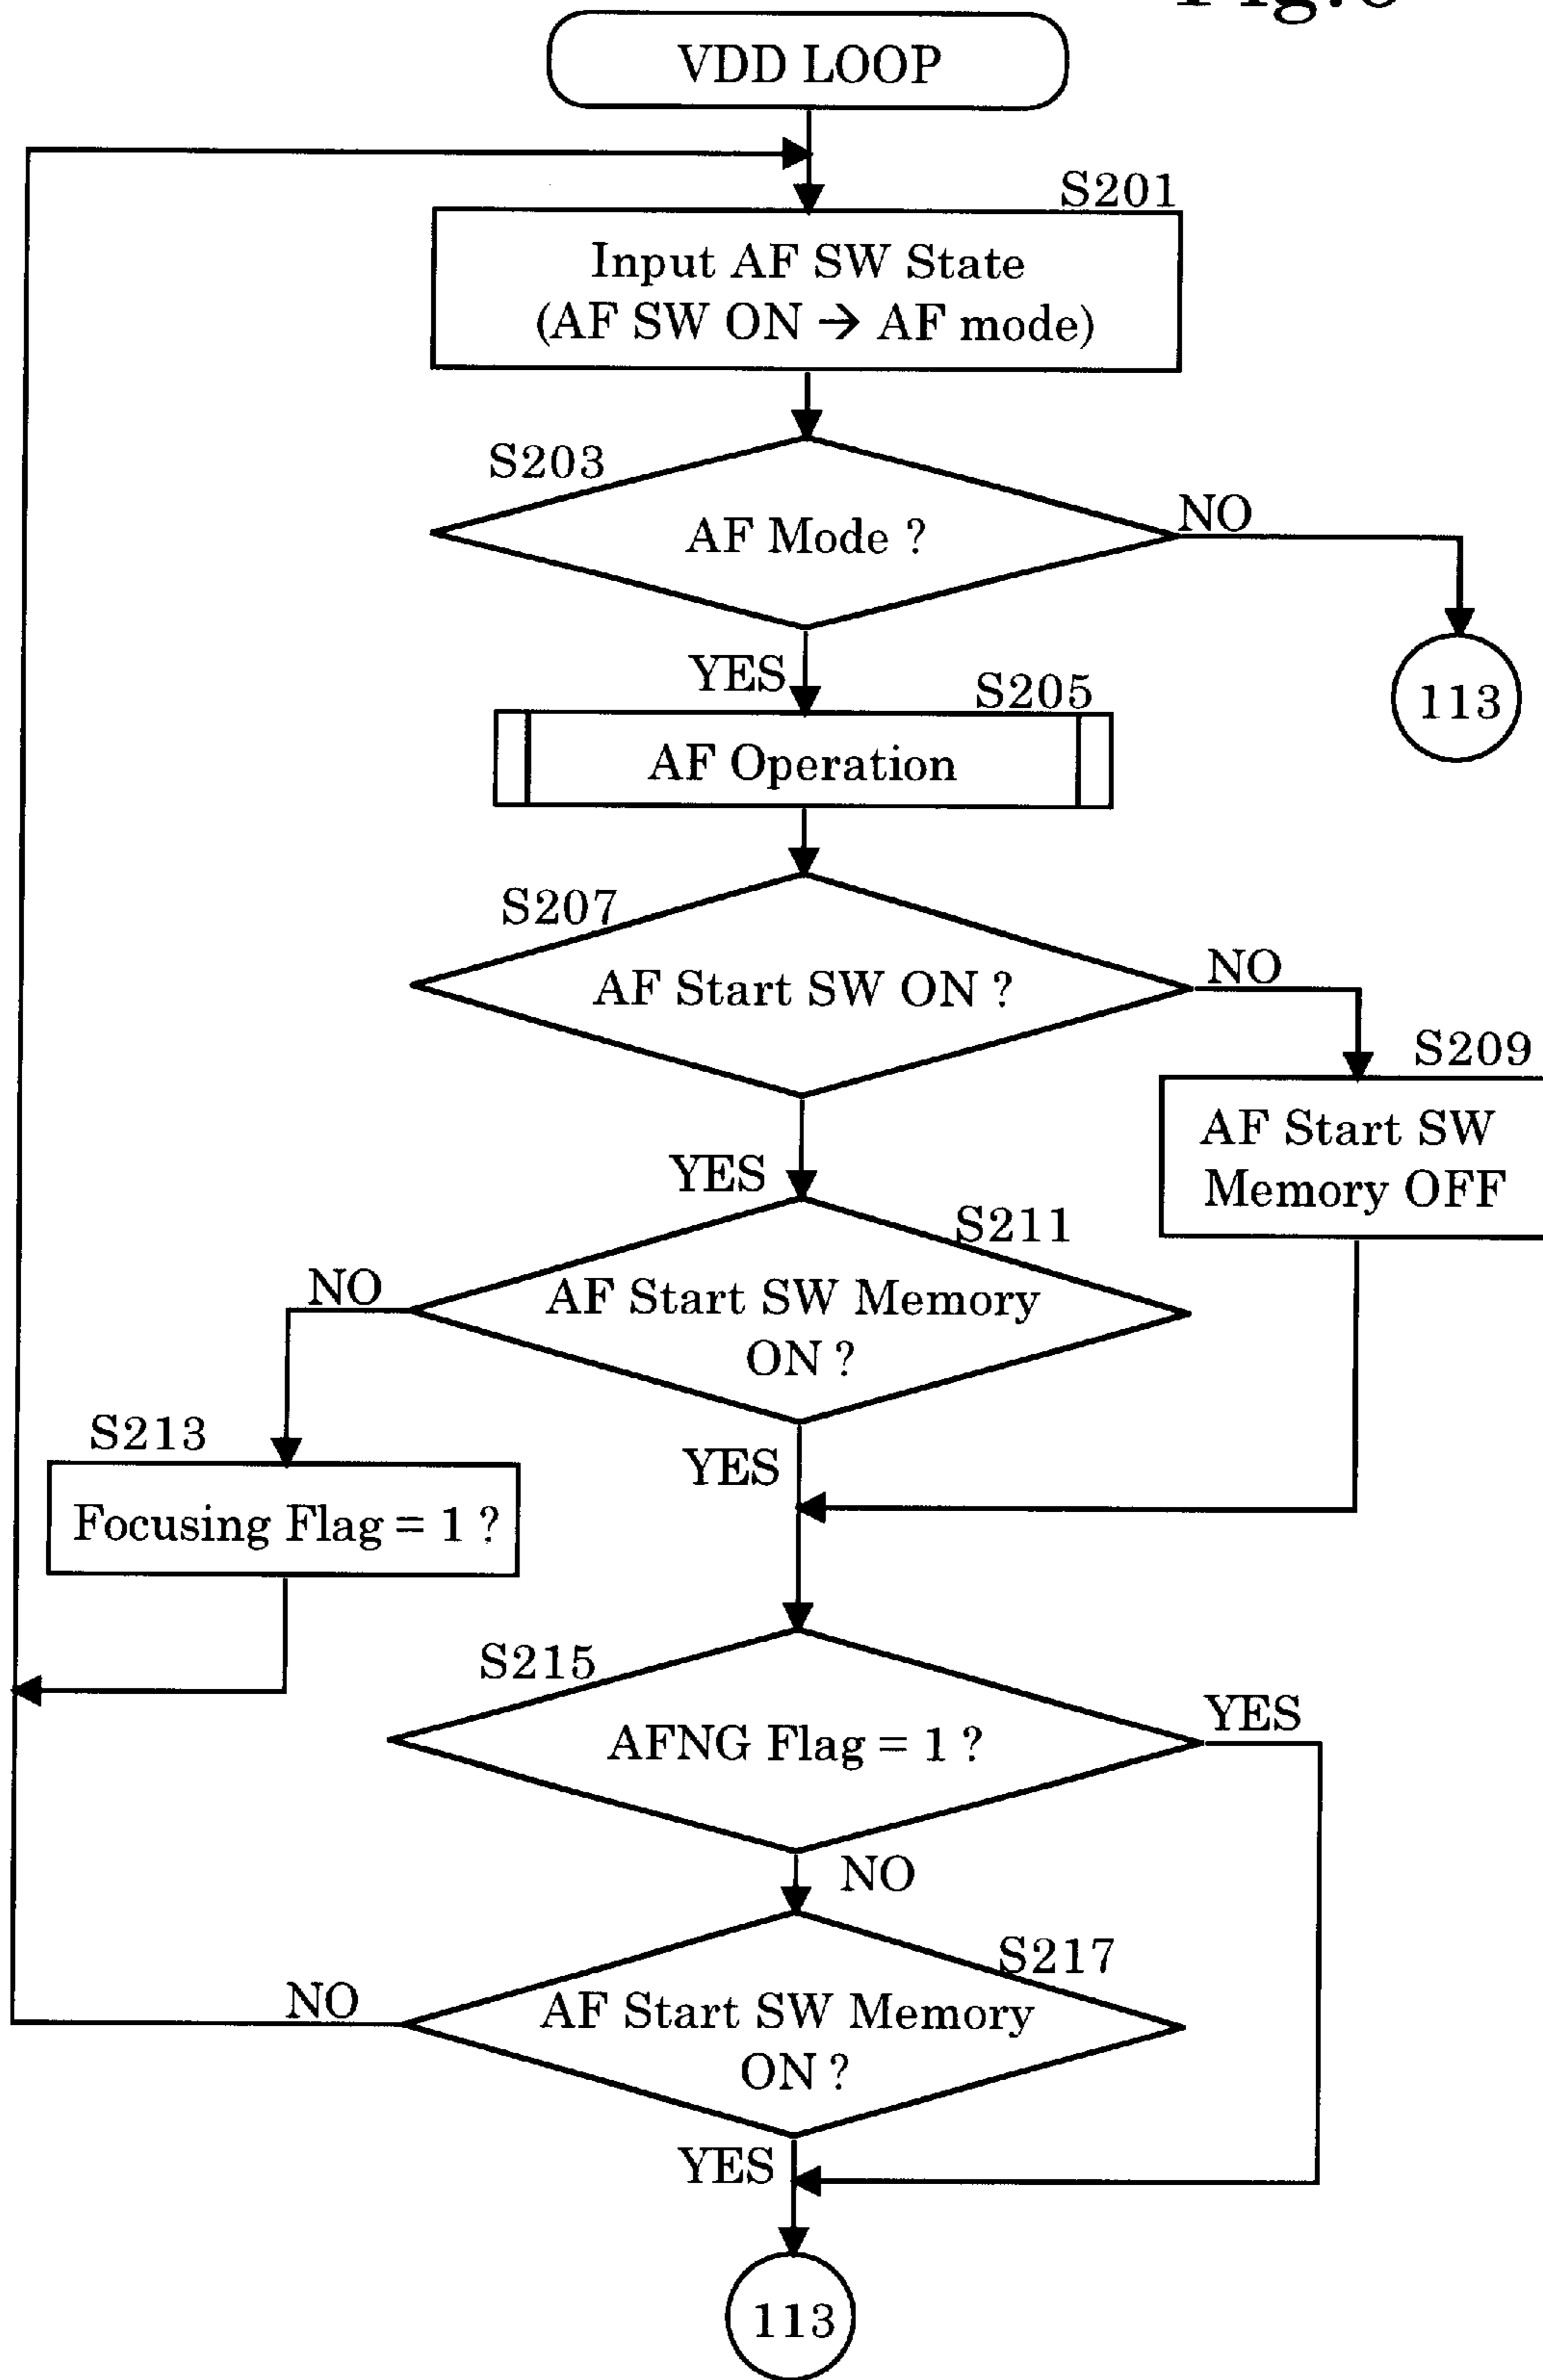 VDD LOOP
S201
Input AF SW State
(AF SW ON → AF mode)
S203
AF Mode ?
NO
113
YES
S205
AF Operation
S207
AF Start SW ON ?
NO
S209
AF Start SW
Memory OFF
YES
S211
AF Start SW Memory
ON ?
NO
S213
Focusing Flag = 1 ?
YES
S215
AFNG Flag = 1 ?
YES
NO
S217
AF Start SW Memory
ON ?
NO
YES
113